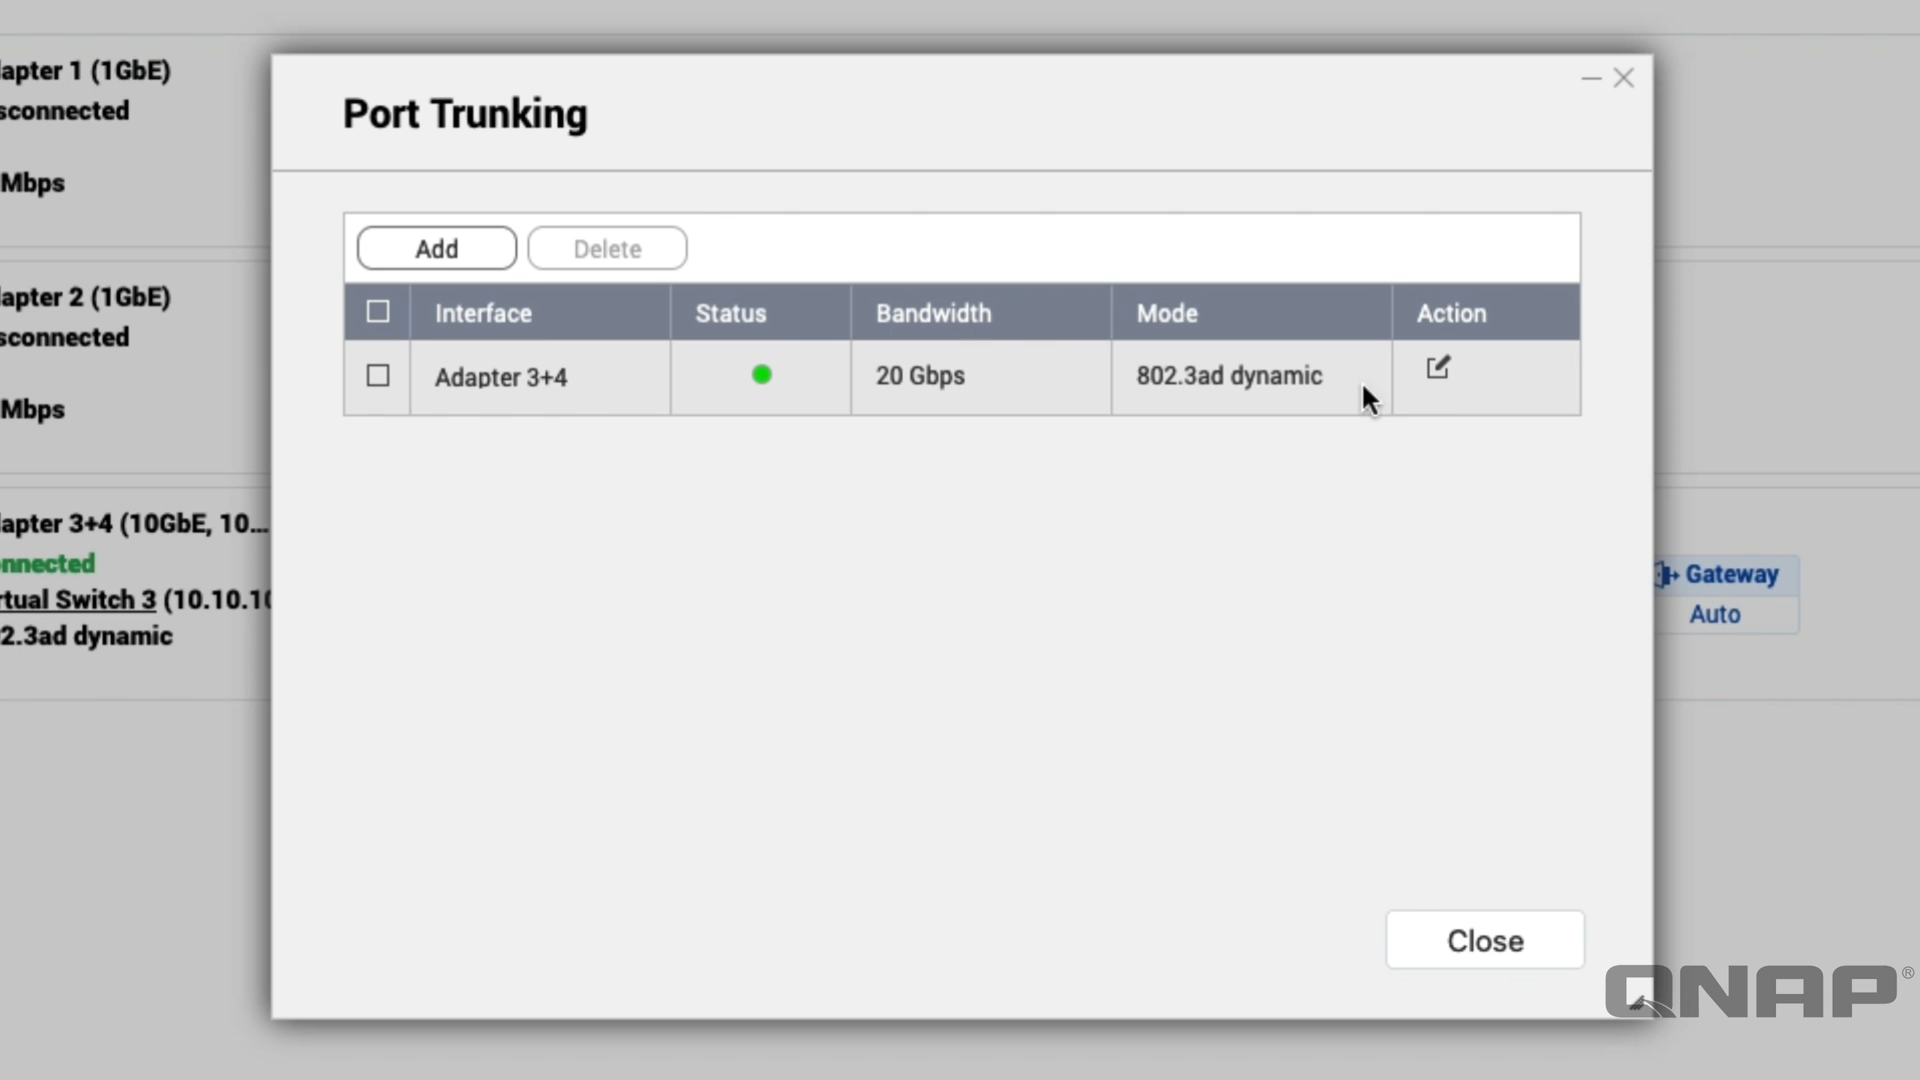 apter 1 (1GbE)
sconnected
Mbps
apter 2 (1GbE)
sconnected
Mbps
apter 3+4 (10GbE, 10...
nnected
rtual Switch 3 (10.10.10
2.3ad dynamic
Port Trunking
Add Delete
Interface Status Bandwidth Mode Action
Adapter 3+4 20 Gbps 802.3ad dynamic
Gateway
Auto
Close
QNAP®